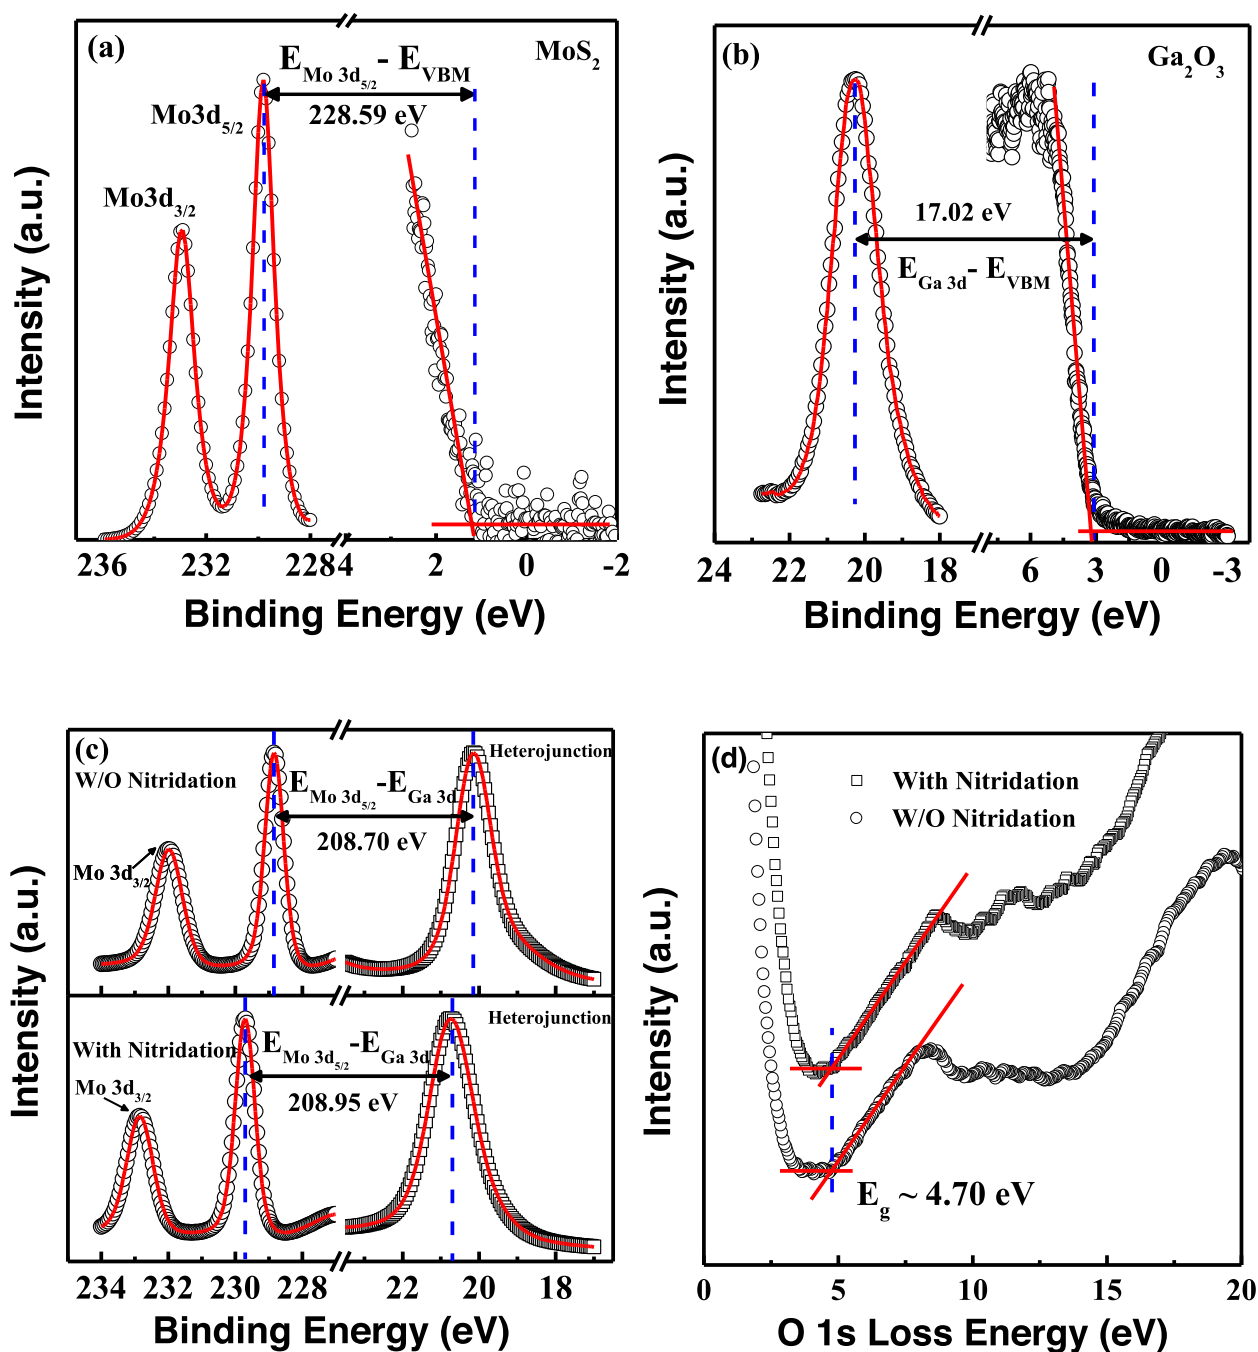 (a)
E_Mo 3d5/2 - E_VBM
MoS2
228.59 eV
Mo3d5/2
Mo3d3/2
Intensity (a.u.)
236 232 2284 2 0 -2
Binding Energy (eV)
(b)
Ga2O3
17.02 eV
E_Ga 3d - E_VBM
Intensity (a.u.)
24 22 20 18 6 3 0 -3
Binding Energy (eV)
(c)
Heterojunction
W/O Nitridation
E_Mo 3d5/2 -E_Ga 3d
208.70 eV
Mo 3d3/2
Intensity (a.u.)
Heterojunction
With Nitridation
E_Mo 3d5/2 -E_Ga 3d
Mo 3d3/2
208.95 eV
Intensity (a.u.)
234 232 230 228 22 20 18
Binding Energy (eV)
(d)
With Nitridation
W/O Nitridation
Intensity (a.u.)
Eg ~ 4.70 eV
0 5 10 15 20
O 1s Loss Energy (eV)